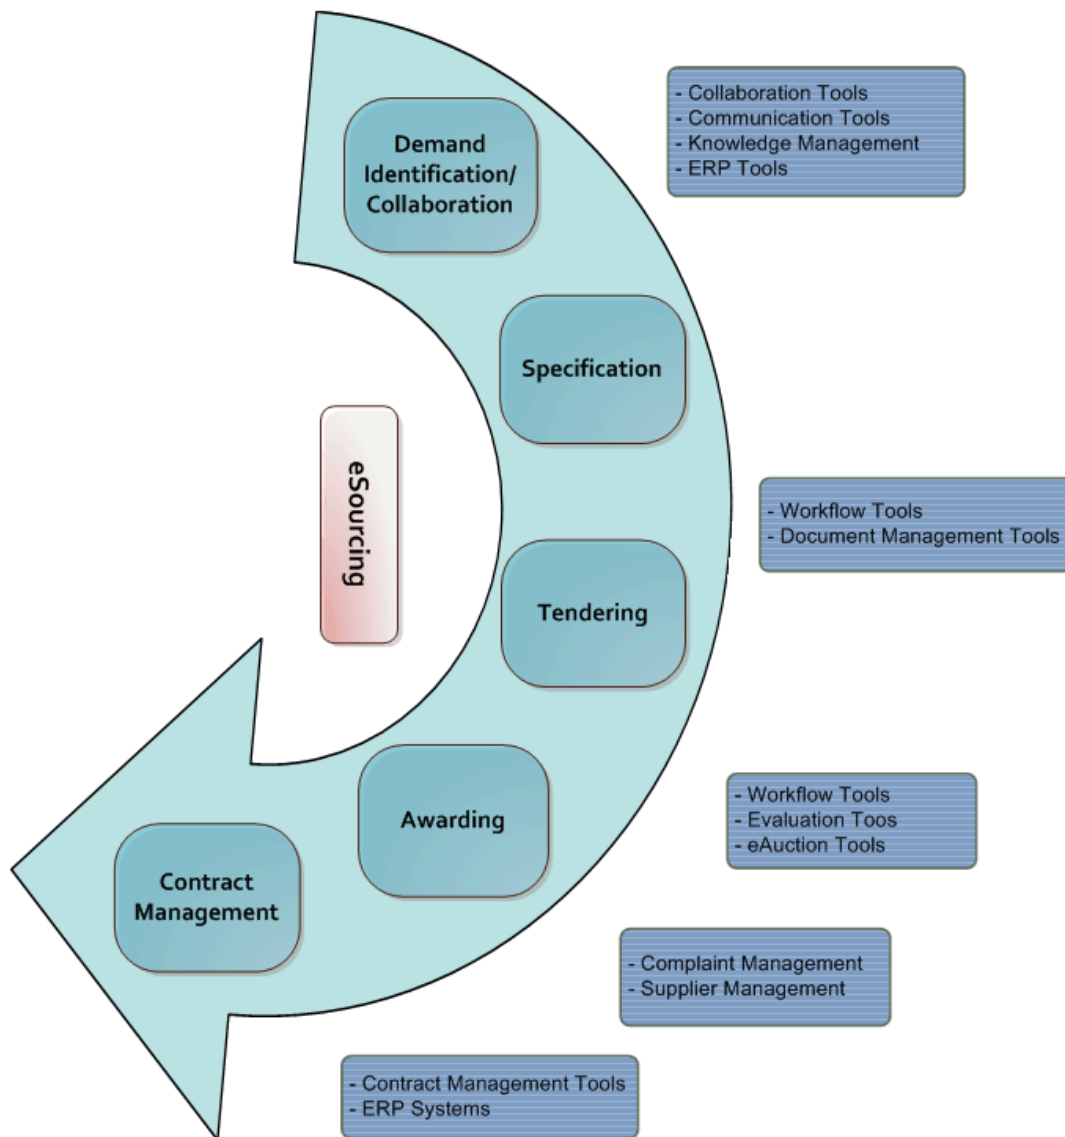 Demand
Identification/
Collaboration
- Collaboration Tools
- Communication Tools
- Knowledge Management
- ERP Tools
Specification
eSourcing
- Workflow Tools
- Document Management Tools
Tendering
- Workflow Tools
- Evaluation Toos
- eAuction Tools
Awarding
Contract
Management
- Complaint Management
- Supplier Management
- Contract Management Tools
- ERP Systems